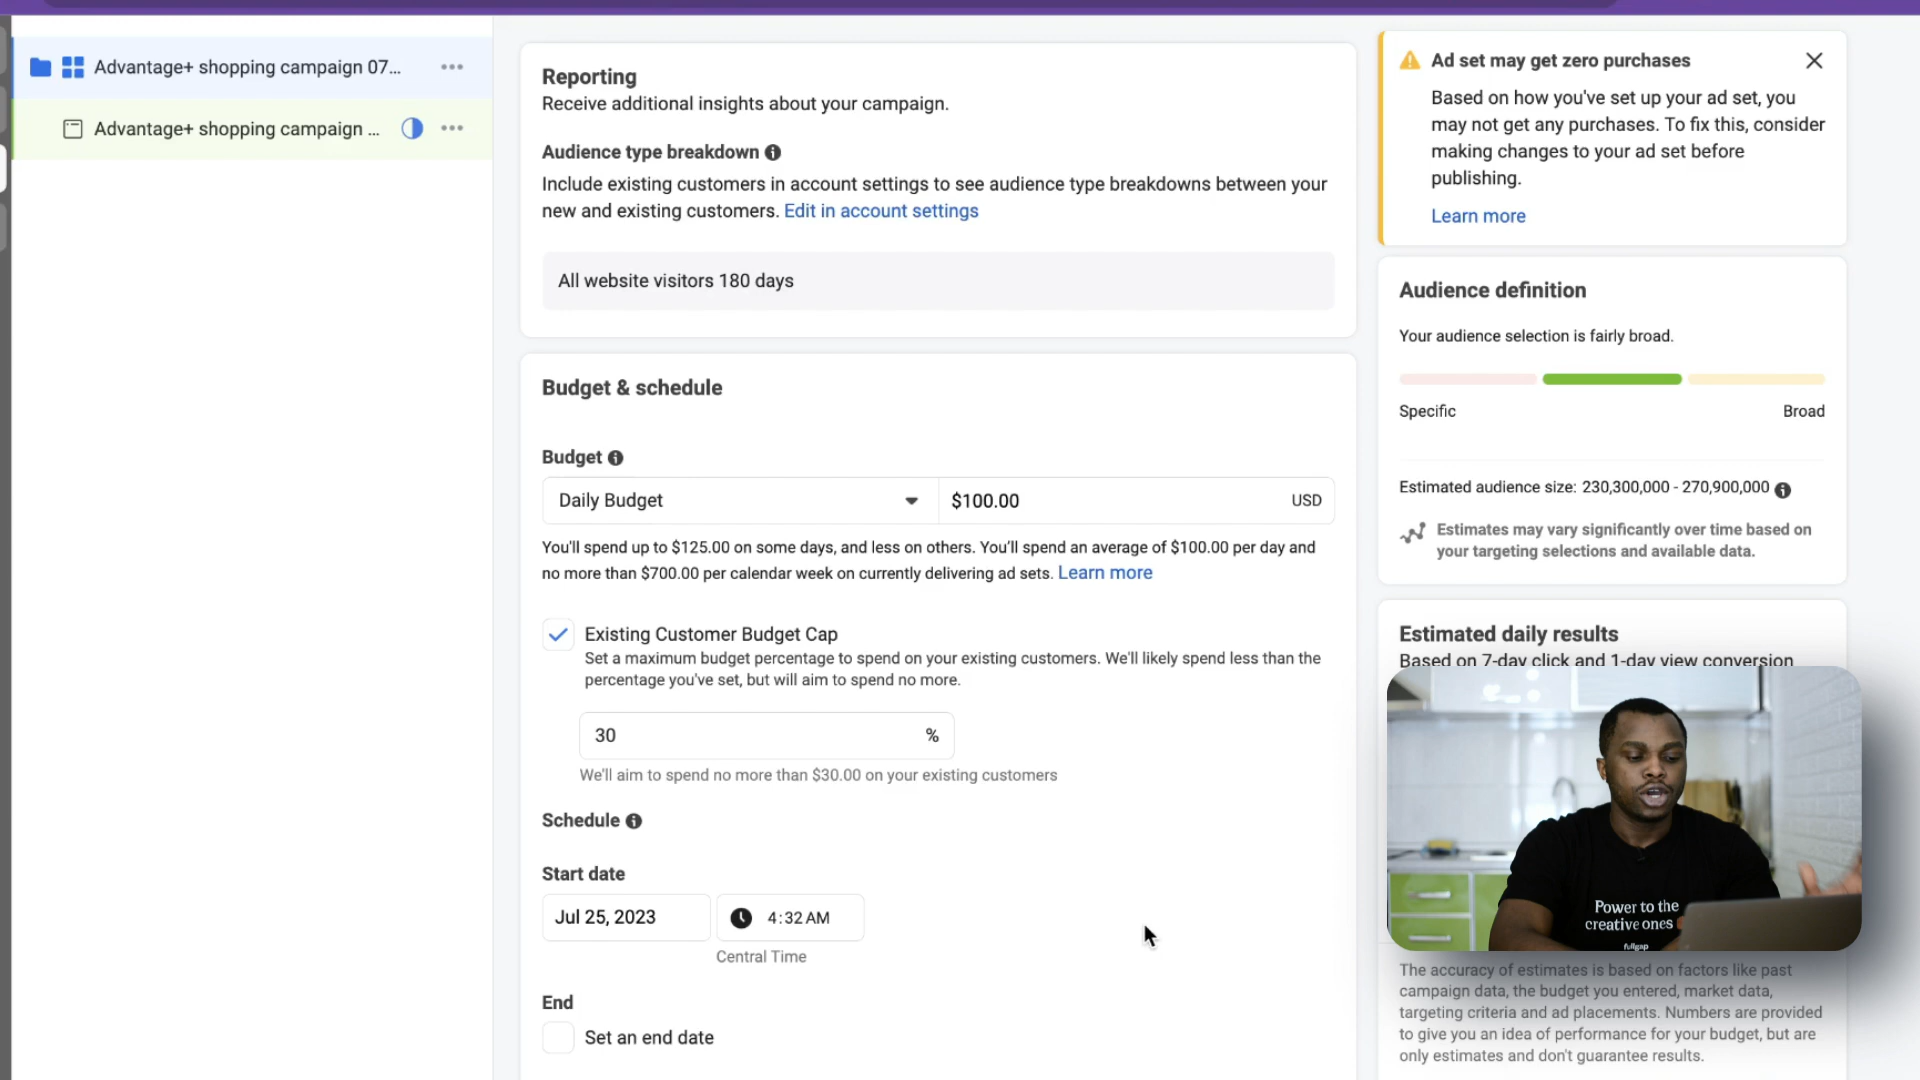 Advantage+ shopping campaign 07...
Advantage+ shopping campaign ...
Reporting
Receive additional insights about your campaign.
Audience type breakdown
Include existing customers in account settings to see audience type breakdowns between your
new and existing customers. Edit in account settings
All website visitors 180 days
Budget & schedule
Budget
Daily Budget
$100.00
USD
You'll spend up to $125.00 on some days, and less on others. You'll spend an average of $100.00 per day and
no more than $700.00 per calendar week on currently delivering ad sets. Learn more
Existing Customer Budget Cap
Set a maximum budget percentage to spend on your existing customers. We'll likely spend less than the
percentage you've set, but will aim to spend no more.
30
%
We'll aim to spend no more than $30.00 on your existing customers
Schedule
Start date
Jul 25, 2023
4:32 AM
Central Time
End
Set an end date
Ad set may get zero purchases
Based on how you've set up your ad set, you
may not get any purchases. To fix this, consider
making changes to your ad set before
publishing.
Learn more
Audience definition
Your audience selection is fairly broad.
Specific
Broad
Estimated audience size: 230,300,000 - 270,900,000
Estimates may vary significantly over time based on
your targeting selections and available data.
Estimated daily results
Based on 7-day click and 1-day view conversion
Power to the
creative ones
fullgap
The accuracy of estimates is based on factors like past
campaign data, the budget you entered, market data,
targeting criteria and ad placements. Numbers are provided
to give you an idea of performance for your budget, but are
only estimates and don't guarantee results.